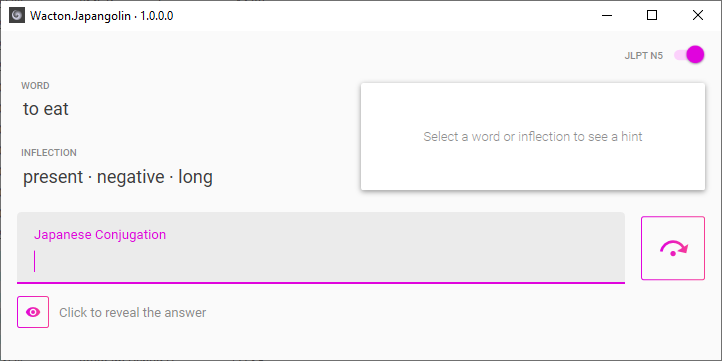 Wacton.Japangolin · 1.0.0.0
JLPT N5
WORD
to eat
Select a word or inflection to see a hint
INFLECTION
present · negative · long
Japanese Conjugation
Click to reveal the answer